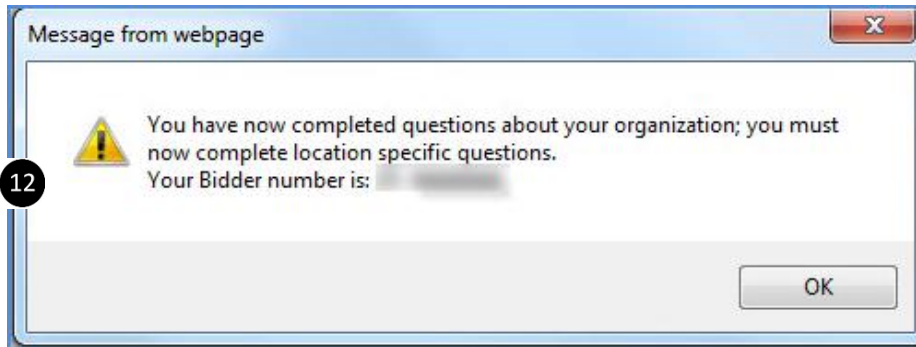 Message from webpage
You have now completed questions about your organization; you must
now complete location specific questions.
12
Your Bidder number is:
OK